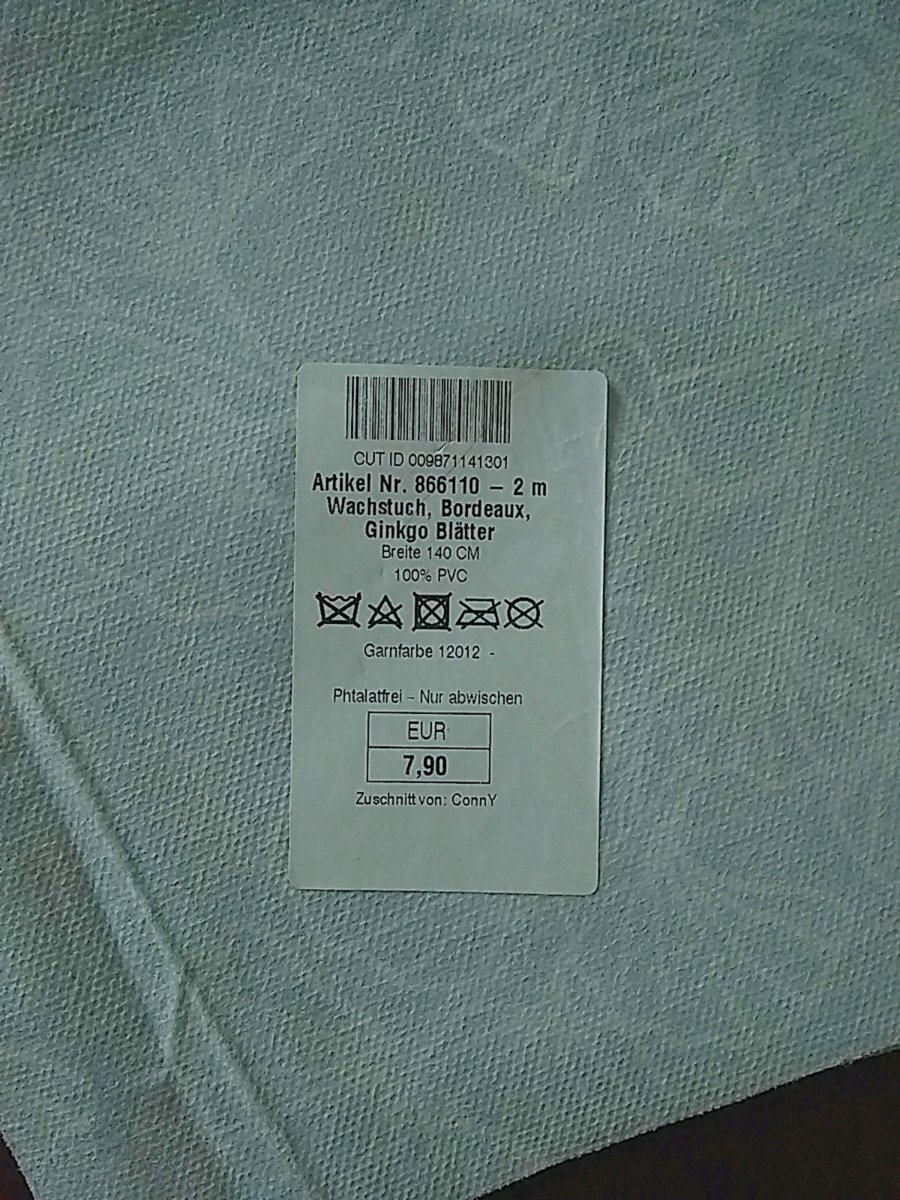 CUT ID 009871141301
Artikel Nr. 866110 – 2 m
Wachstuch, Bordeaux,
Ginkgo Blätter
Breite 140 CM
100% PVC
Garnfarbe 12012 -
Phtalatfrei – Nur abwischen
EUR
7,90
Zuschnitt von: ConnY